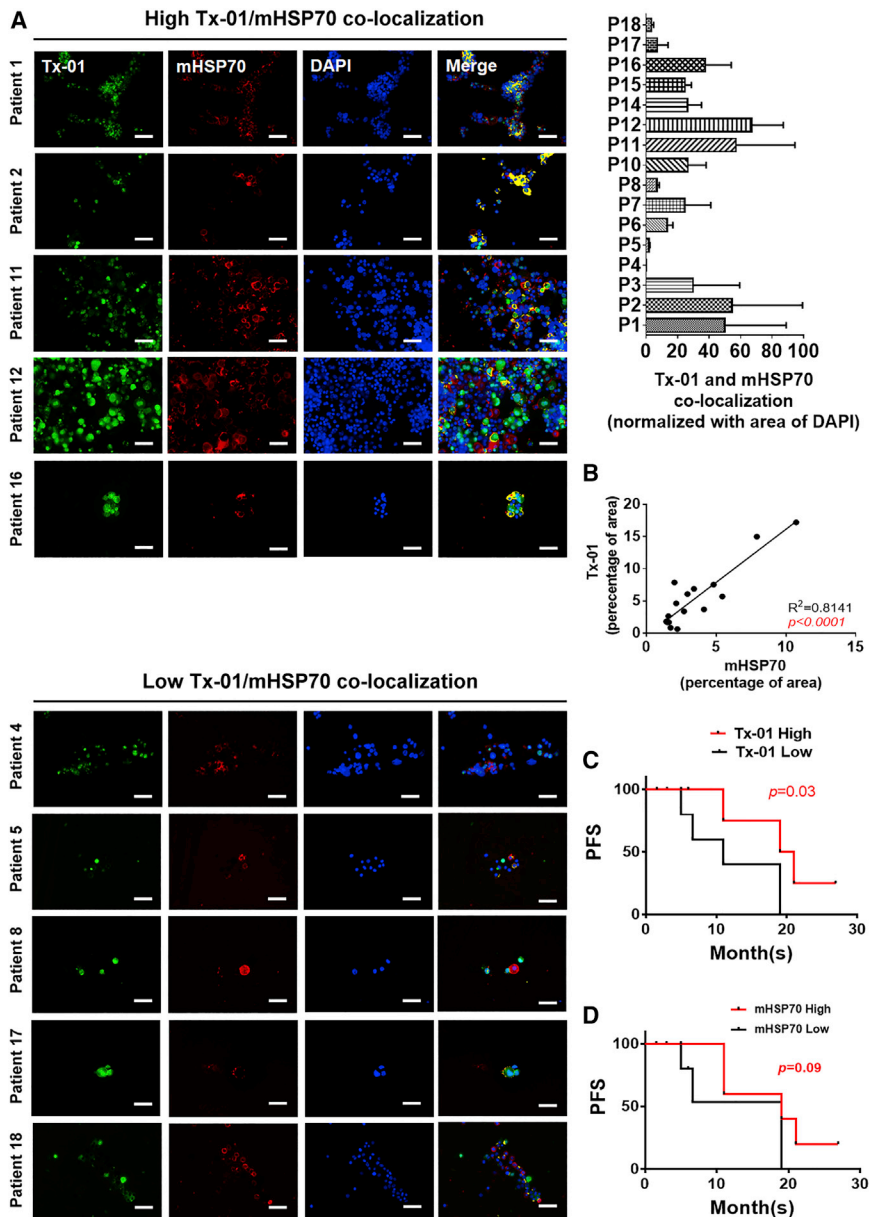 A
High Tx-01/mHSP70 co-localization
Tx-01
mHSP70
DAPI
Merge
Patient 1
Patient 2
Patient 11
Patient 12
Patient 16
P18
P17
P16
P15
P14
P12
P11
P10
P8
P7
P6
P5
P4
P3
P2
P1
0 20 40 60 80 100
Tx-01 and mHSP70
co-localization
(normalized with area of DAPI)
B
Tx-01
(perecentage of area)
20
15
10
5
0
R²=0.8141
p<0.0001
0 5 10 15
mHSP70
(percentage of area)
Low Tx-01/mHSP70 co-localization
Patient 4
Patient 5
Patient 8
Patient 17
Patient 18
C
Tx-01 High
Tx-01 Low
p=0.03
PFS
100
50
0
0 10 20 30
Month(s)
D
mHSP70 High
mHSP70 Low
p=0.09
PFS
100
50
0
0 10 20 30
Month(s)